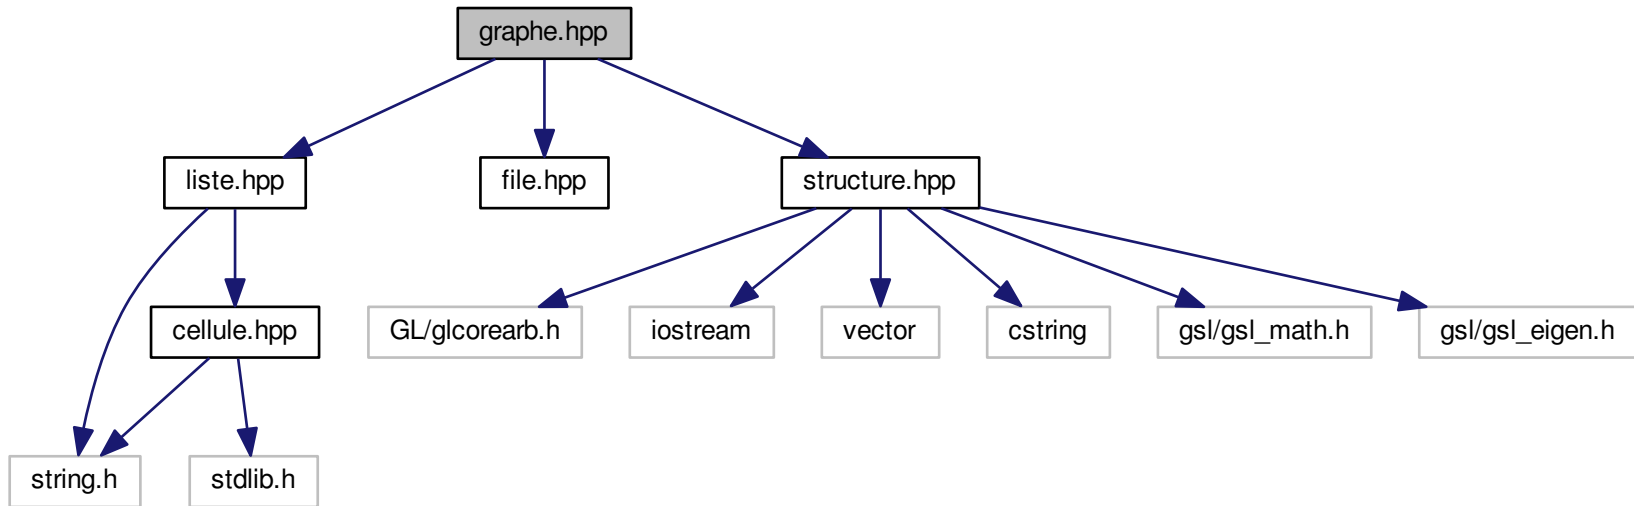 graphe.hpp
liste.hpp
file.hpp
structure.hpp
cellule.hpp
GL/glcorearb.h
iostream
vector
cstring
gsl/gsl_math.h
gsl/gsl_eigen.h
string.h
stdlib.h